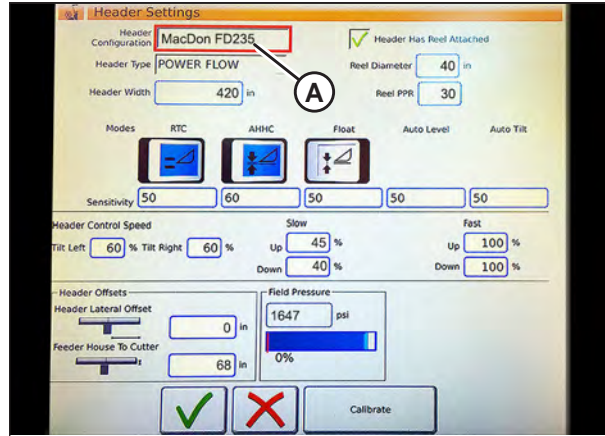 Header Settings
Header Configuration MacDon FD235 Header Has Reel Attached
A
Header Type POWER FLOW Reel Diameter 40 in
Header Width 420 in Reel PPR 30
Modes RTC AHHC Float Auto Level Auto Tilt
Sensitivity 50 60 50 50 50
Header Control Speed Slow Fast
Tilt Left 60 % Tilt Right 60 % Up 45 % Up 100 %
Down 40 % Down 100 %
Header Offsets Field Pressure
Header Lateral Offset 1647 psi
0 in
Feeder House To Cutter 0%
68 in
Calibrate